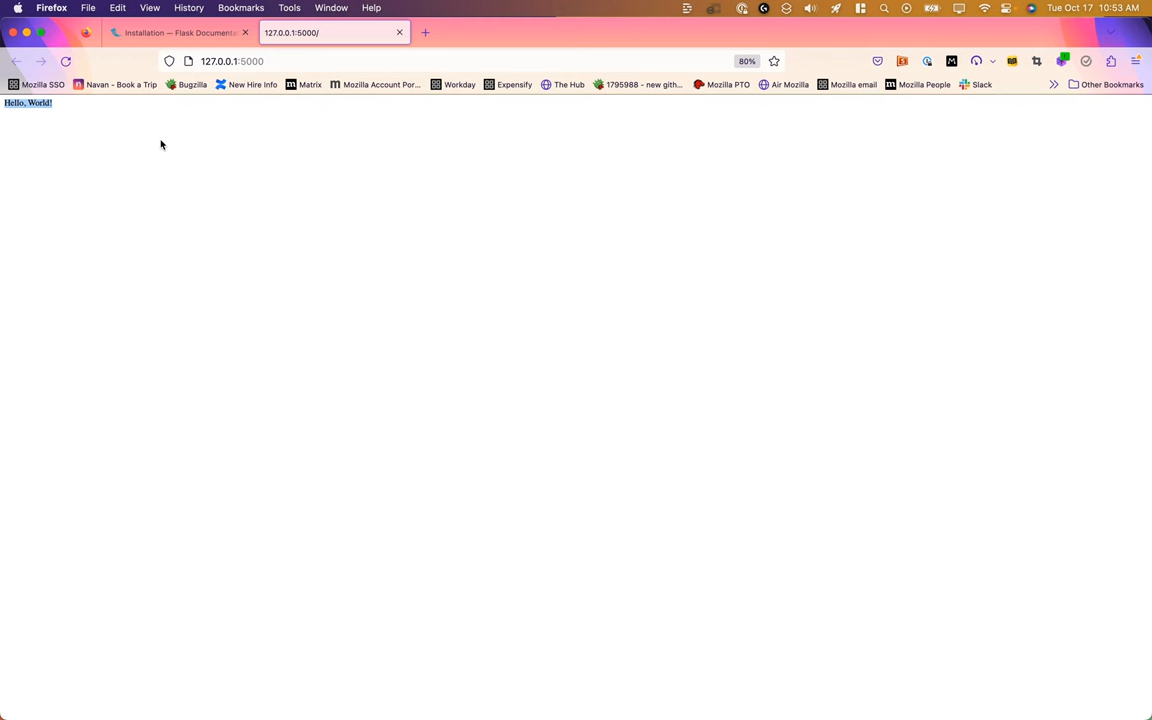 Firefox File Edit View History Bookmarks Tools Window Help Tue Oct 17 10:53 AM
Installation — Flask Documenta 127.0.0.1:5000/
127.0.0.1:5000 80%
Mozilla SSO Navan - Book a Trip Bugzilla New Hire Info Matrix Mozilla Account Por... Workday Expensify The Hub 1795988 - new gith... Mozilla PTO Air Mozilla Mozilla email Mozilla People Slack Other Bookmarks
Hello, World!